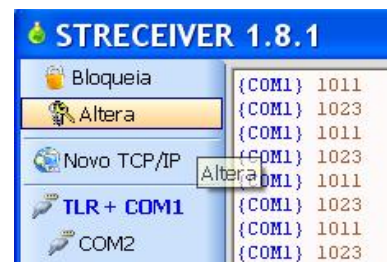 STRECEIVER 1.8.1
Bloqueia
Altera
Novo TCP/IP
Altera
TLR + COM1
COM2
{COM1} 1011
{COM1} 1023
{COM1} 1011
{COM1} 1023
{COM1} 1011
{COM1} 1023
{COM1} 1011
{COM1} 1023